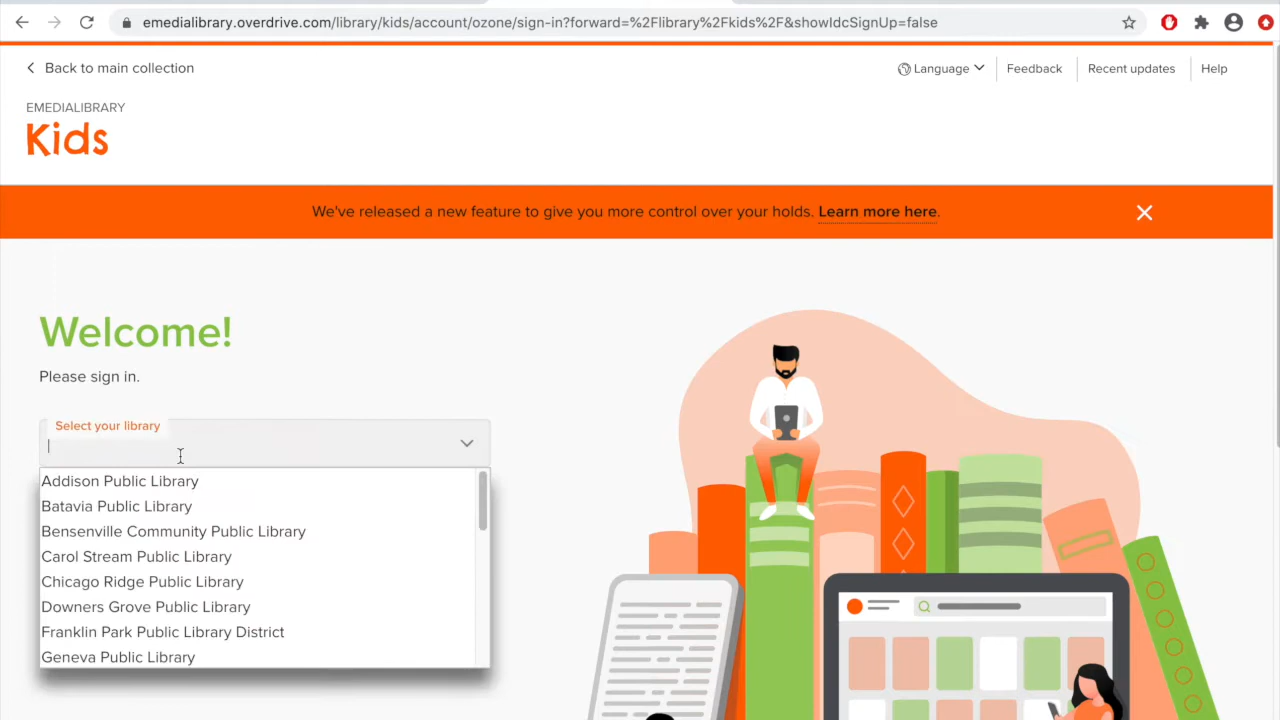 emedialibrary.overdrive.com/library/kids/account/ozone/sign-in?forward=%2Flibrary%2Fkids%2F&showIdcSignUp=false
Back to main collection
Language
Feedback
Recent updates
Help
EMEDIALIBRARY
Kids
We've released a new feature to give you more control over your holds. Learn more here.
Welcome!
Please sign in.
Select your library
Addison Public Library
Batavia Public Library
Bensenville Community Public Library
Carol Stream Public Library
Chicago Ridge Public Library
Downers Grove Public Library
Franklin Park Public Library District
Geneva Public Library